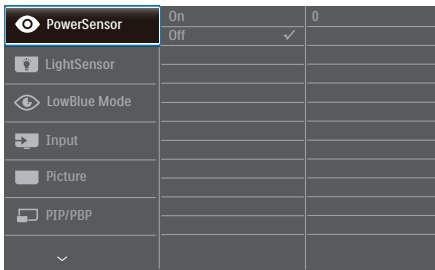 PowerSensor
On
0
Off
LightSensor
LowBlue Mode
Input
Picture
PIP/PBP